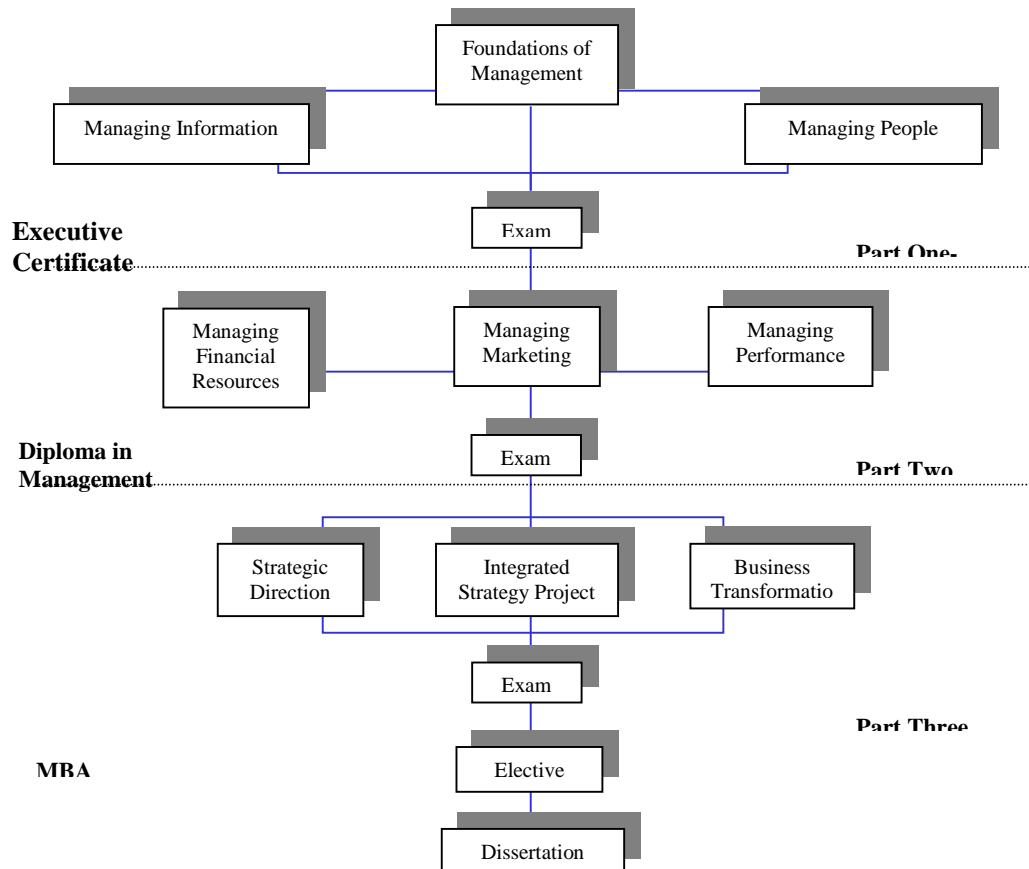 Foundations of
Management
Managing Information
Managing People
Exam
Executive
Certificate
Part One-
Managing
Financial
Resources
Managing
Marketing
Managing
Performance
Exam
Diploma in
Management
Part Two
Strategic
Direction
Integrated
Strategy Project
Business
Transformatio
Exam
Part Three
MBA
Elective
Dissertation